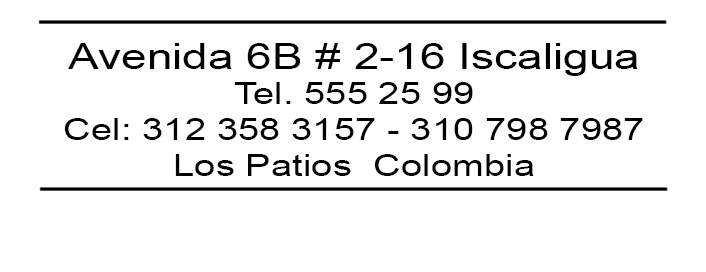 Avenida 6B # 2-16 Iscaligua
Tel. 555 25 99
Cel: 312 358 3157 - 310 798 7987
Los Patios  Colombia